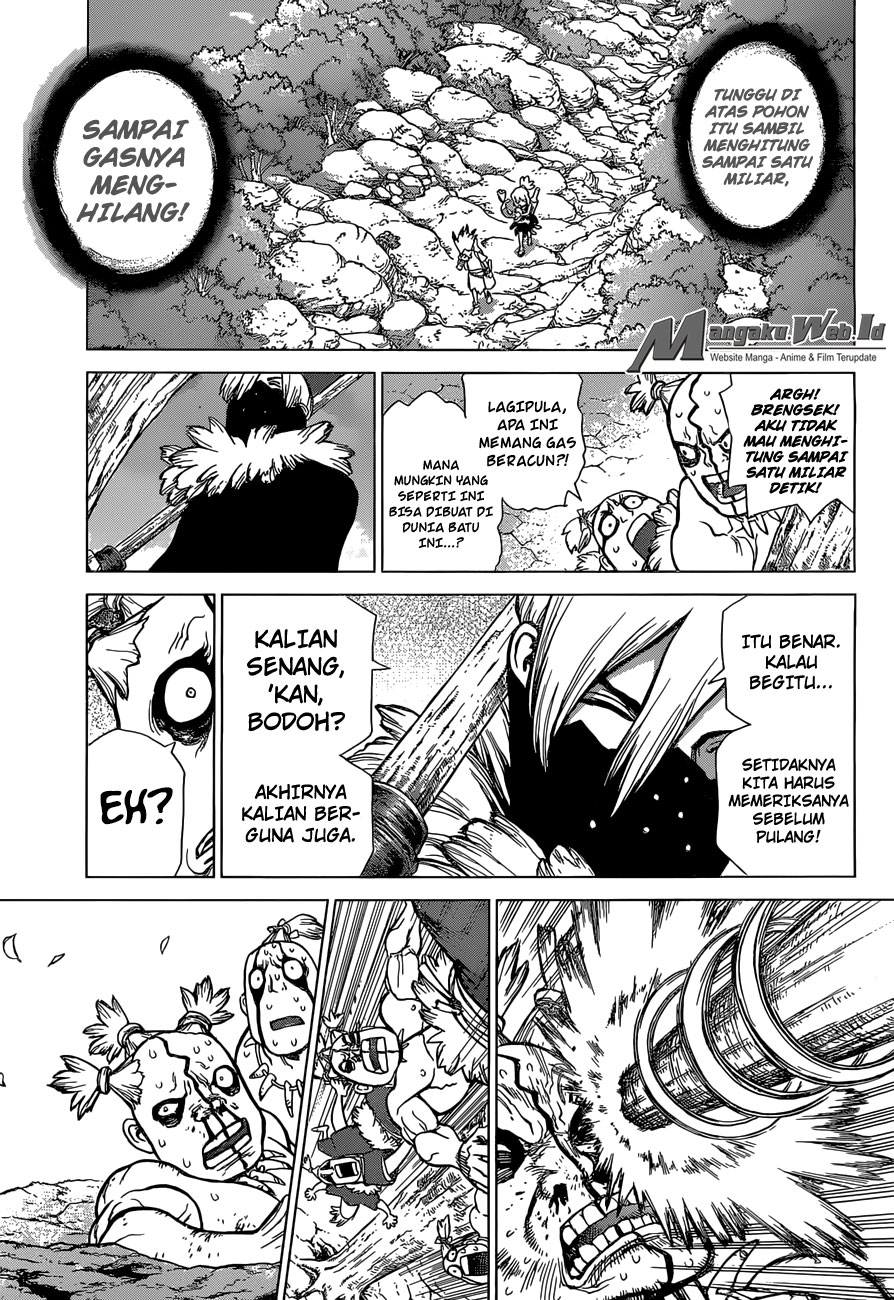 TUNGGU DI
ATAS POHON
ITU SAMBIL
MENGHITUNG
SAMPAI SATU
MILIAR,
SAMPAI
GASNYA
MENG-
HILANG!
Mangaku.Web.Id
Website Manga - Anime & Film Terupdate
ARGH!
BRENGSEK!
AKU TIDAK
MAU MENGHI-
TUNG SAMPAI
SATU MILIAR
DETIK!
LAGIPULA,
APA INI
MEMANG GAS
BERACUN?!
MANA
MUNGKIN YANG
SEPERTI INI
BISA DIBUAT DI
DUNIA BATU
INI...?
ITU BENAR.
KALAU
BEGITU...
SETIDAKNYA
KITA HARUS
MEMERIKSANYA
SEBELUM
PULANG!
KALIAN
SENANG,
'KAN,
BODOH?
AKHIRNYA
KALIAN BER-
GUNA JUGA.
EH?